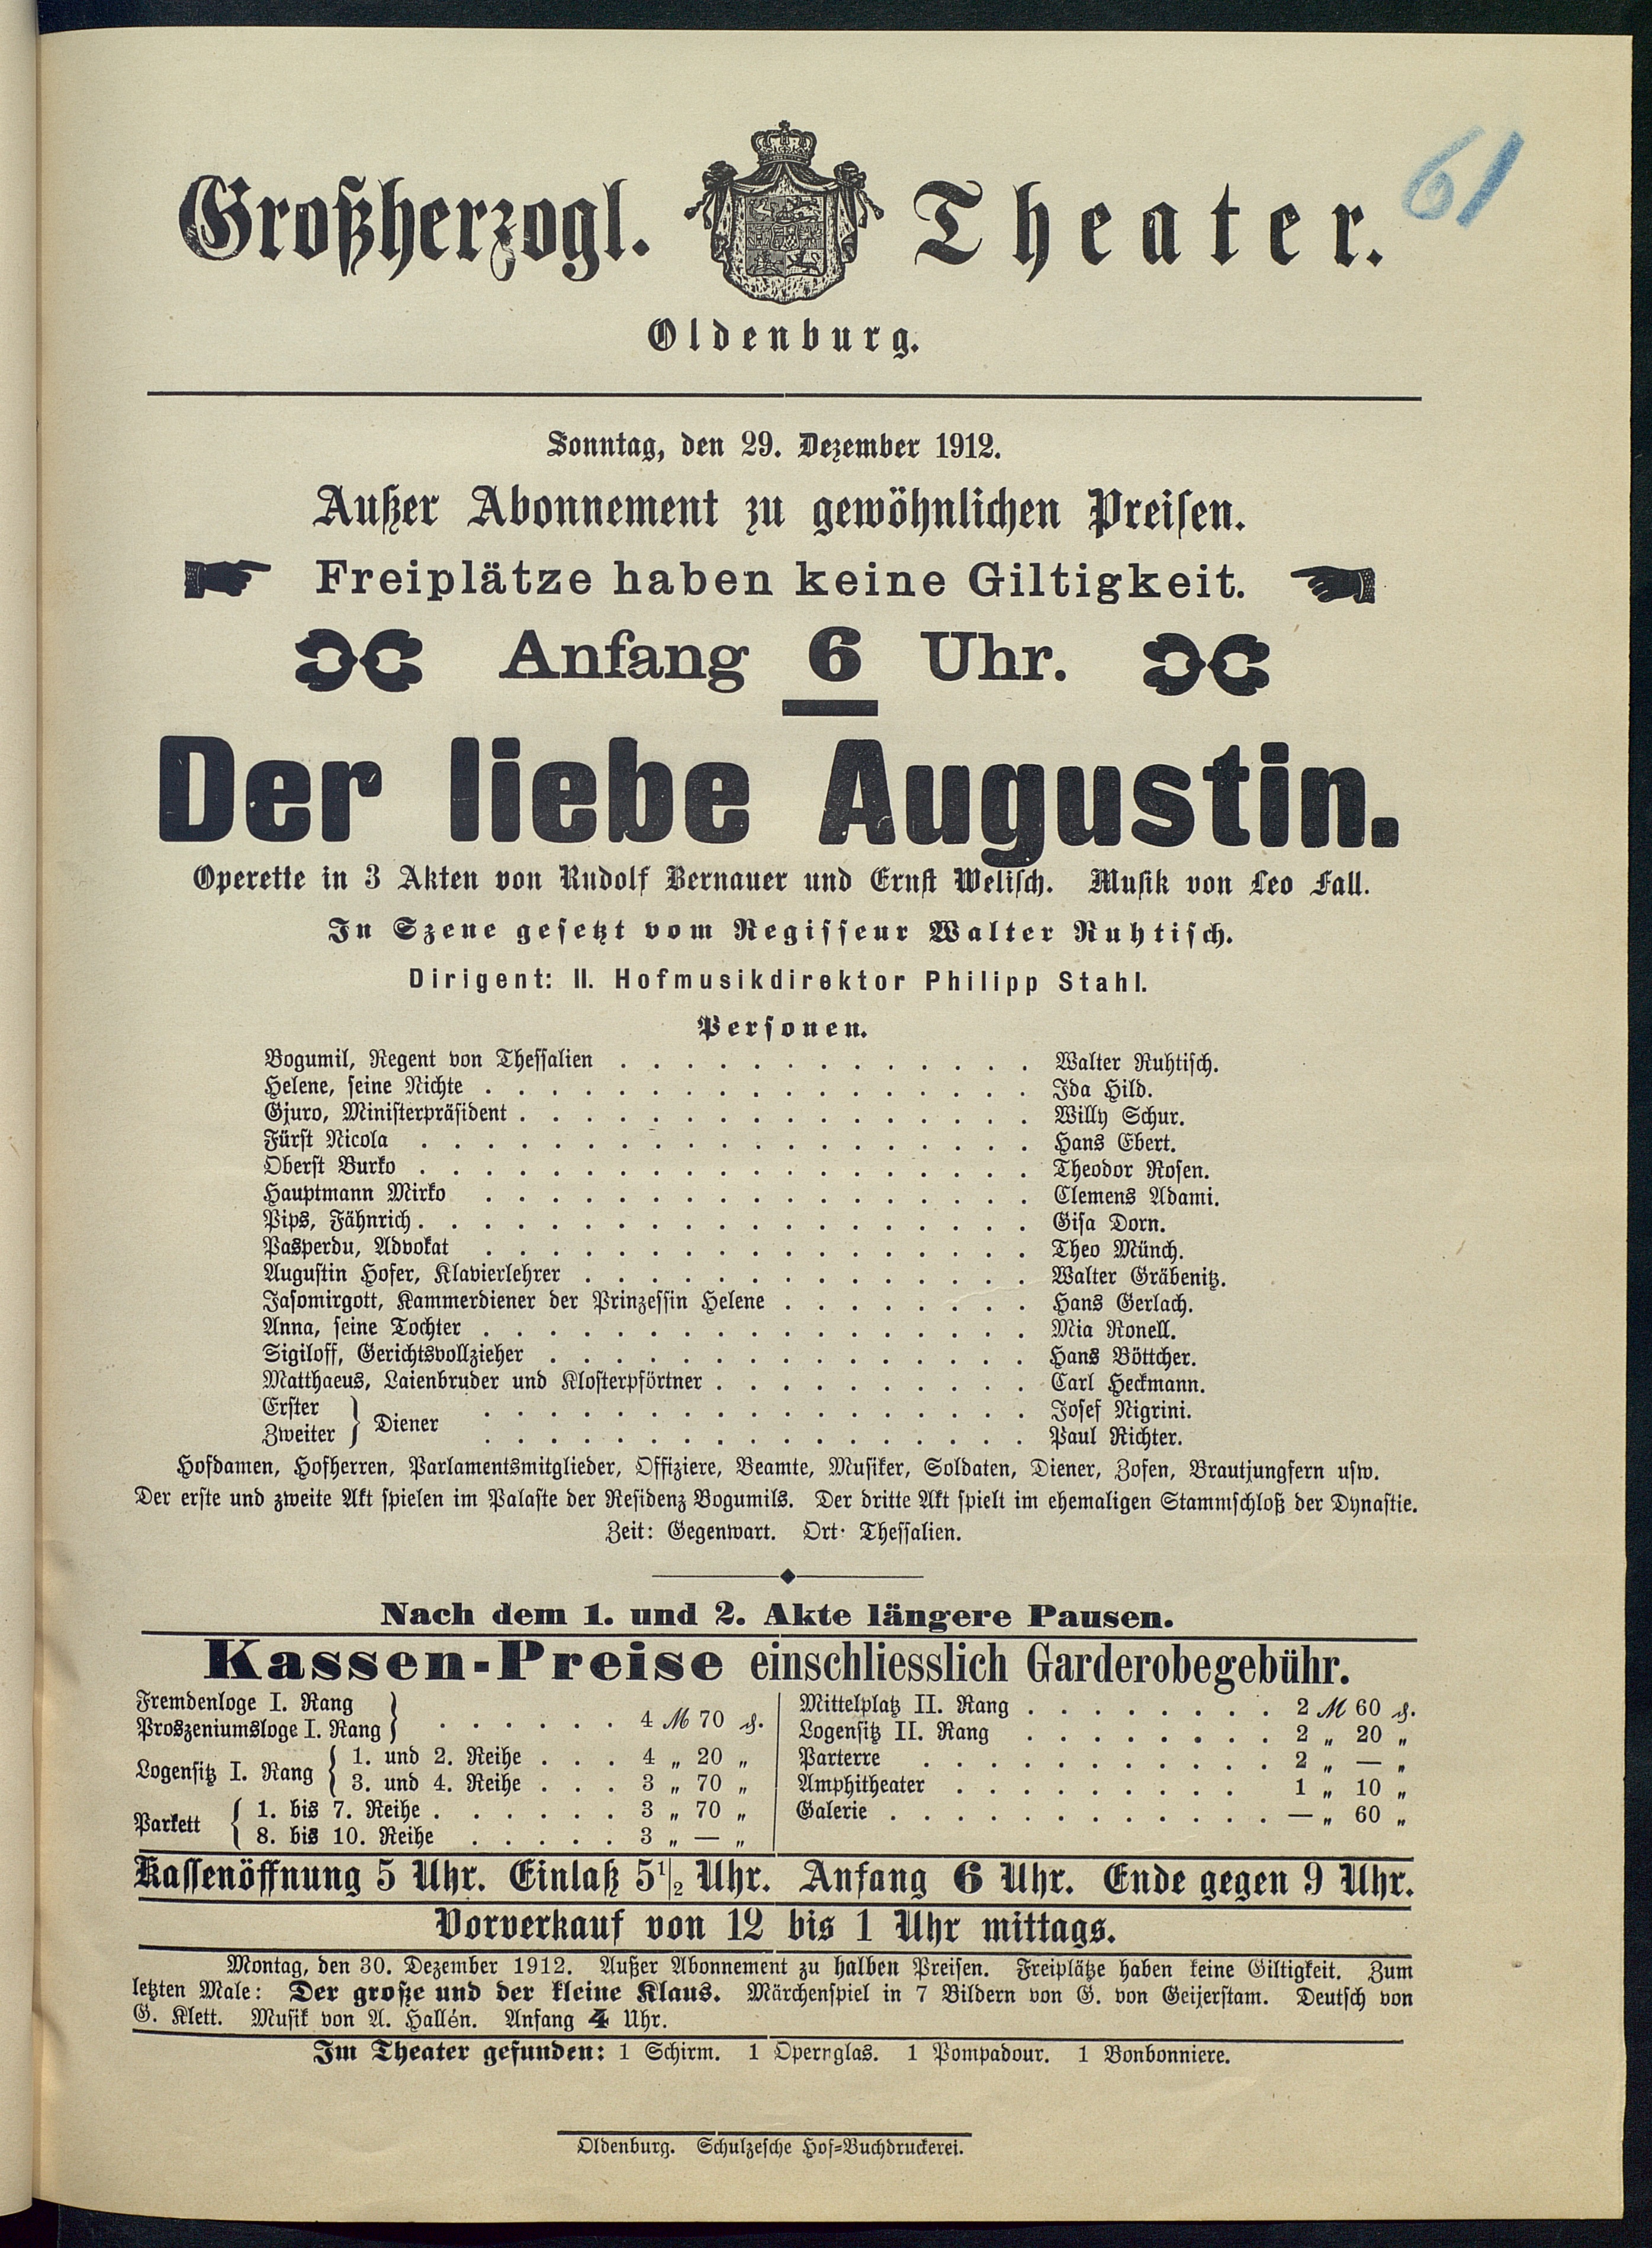 61
Großherzogl. Theater.
Oldenburg.
Sonntag, den 29. Dezember 1912.
Außer Abonnement zu gewöhnlichen Preisen.
Freiplätze haben keine Giltigkeit.
Anfang 6 Uhr.
Der liebe Augustin.
Operette in 3 Akten von Rudolf Bernauer und Ernst Welisch. Musik von Leo Fall.
In Szene gesetzt vom Regisseur Walter Ruhtisch.
Dirigent: II. Hofmusikdirektor Philipp Stahl.
Personen.
Bogumil, Regent von Thessalien . . . . . . . . . . . . . Walter Ruhtisch.
Helene, seine Nichte . . . . . . . . . . . . . . . . . Ida Hild.
Gjuro, Ministerpräsident . . . . . . . . . . . . . . . . Willy Schur.
Fürst Nicola . . . . . . . . . . . . . . . . . . . Hans Ebert.
Oberst Burko . . . . . . . . . . . . . . . . . . . Theodor Rosen.
Hauptmann Mirko . . . . . . . . . . . . . . . . . Clemens Adami.
Pips, Fähnrich . . . . . . . . . . . . . . . . . . . Gisa Dorn.
Pasperdu, Advokat . . . . . . . . . . . . . . . . . Theo Münch.
Augustin Hofer, Klavierlehrer . . . . . . . . . . . . . . Walter Gräbenitz.
Jasomirgott, Kammerdiener der Prinzessin Helene . . . . . . . . Hans Gerlach.
Anna, seine Tochter . . . . . . . . . . . . . . . . . Mia Ronell.
Sigiloff, Gerichtsvollzieher . . . . . . . . . . . . . . . Hans Böttcher.
Matthaeus, Laienbruder und Klosterpförtner . . . . . . . . . . Carl Heckmann.
Erster } Diener . . . . . . . . . . . . . . . . . Josef Nigrini.
Zweiter } . . . . . . . . . . . . . . . . . Paul Richter.
Hofdamen, Hofherren, Parlamentsmitglieder, Offiziere, Beamte, Musiker, Soldaten, Diener, Zofen, Brautjungfern usw.
Der erste und zweite Akt spielen im Palaste der Residenz Bogumils. Der dritte Akt spielt im ehemaligen Stammschloß der Dynastie.
Zeit: Gegenwart. Ort: Thessalien.
Nach dem 1. und 2. Akte längere Pausen.
Kassen-Preise einschliesslich Garderobegebühr.
Fremdenloge I. Rang }
Proszeniumsloge I. Rang } . . . . . . 4 M 70 ₰.
Logensitz I. Rang { 1. und 2. Reihe . . . 4 „ 20 „
3. und 4. Reihe . . . 3 „ 70 „
Parkett { 1. bis 7. Reihe . . . . . . 3 „ 70 „
8. bis 10. Reihe . . . . . 3 „ — „
Mittelplatz II. Rang . . . . . . . . 2 M 60 ₰.
Logensitz II. Rang . . . . . . . . 2 „ 20 „
Parterre . . . . . . . . . . . 2 „ — „
Amphitheater . . . . . . . . . . 1 „ 10 „
Galerie . . . . . . . . . . . . — „ 60 „
Kassenöffnung 5 Uhr. Einlaß 5 1/2 Uhr. Anfang 6 Uhr. Ende gegen 9 Uhr.
Vorverkauf von 12 bis 1 Uhr mittags.
Montag, den 30. Dezember 1912. Außer Abonnement zu halben Preisen. Freiplätze haben keine Giltigkeit. Zum
letzten Male: Der große und der kleine Klaus. Märchenspiel in 7 Bildern von G. von Geijerstam. Deutsch von
G. Klett. Musik von A. Hallén. Anfang 4 Uhr.
Im Theater gefunden: 1 Schirm. 1 Opernglas. 1 Pompadour. 1 Bonbonniere.
Oldenburg. Schulzesche Hof-Buchdruckerei.